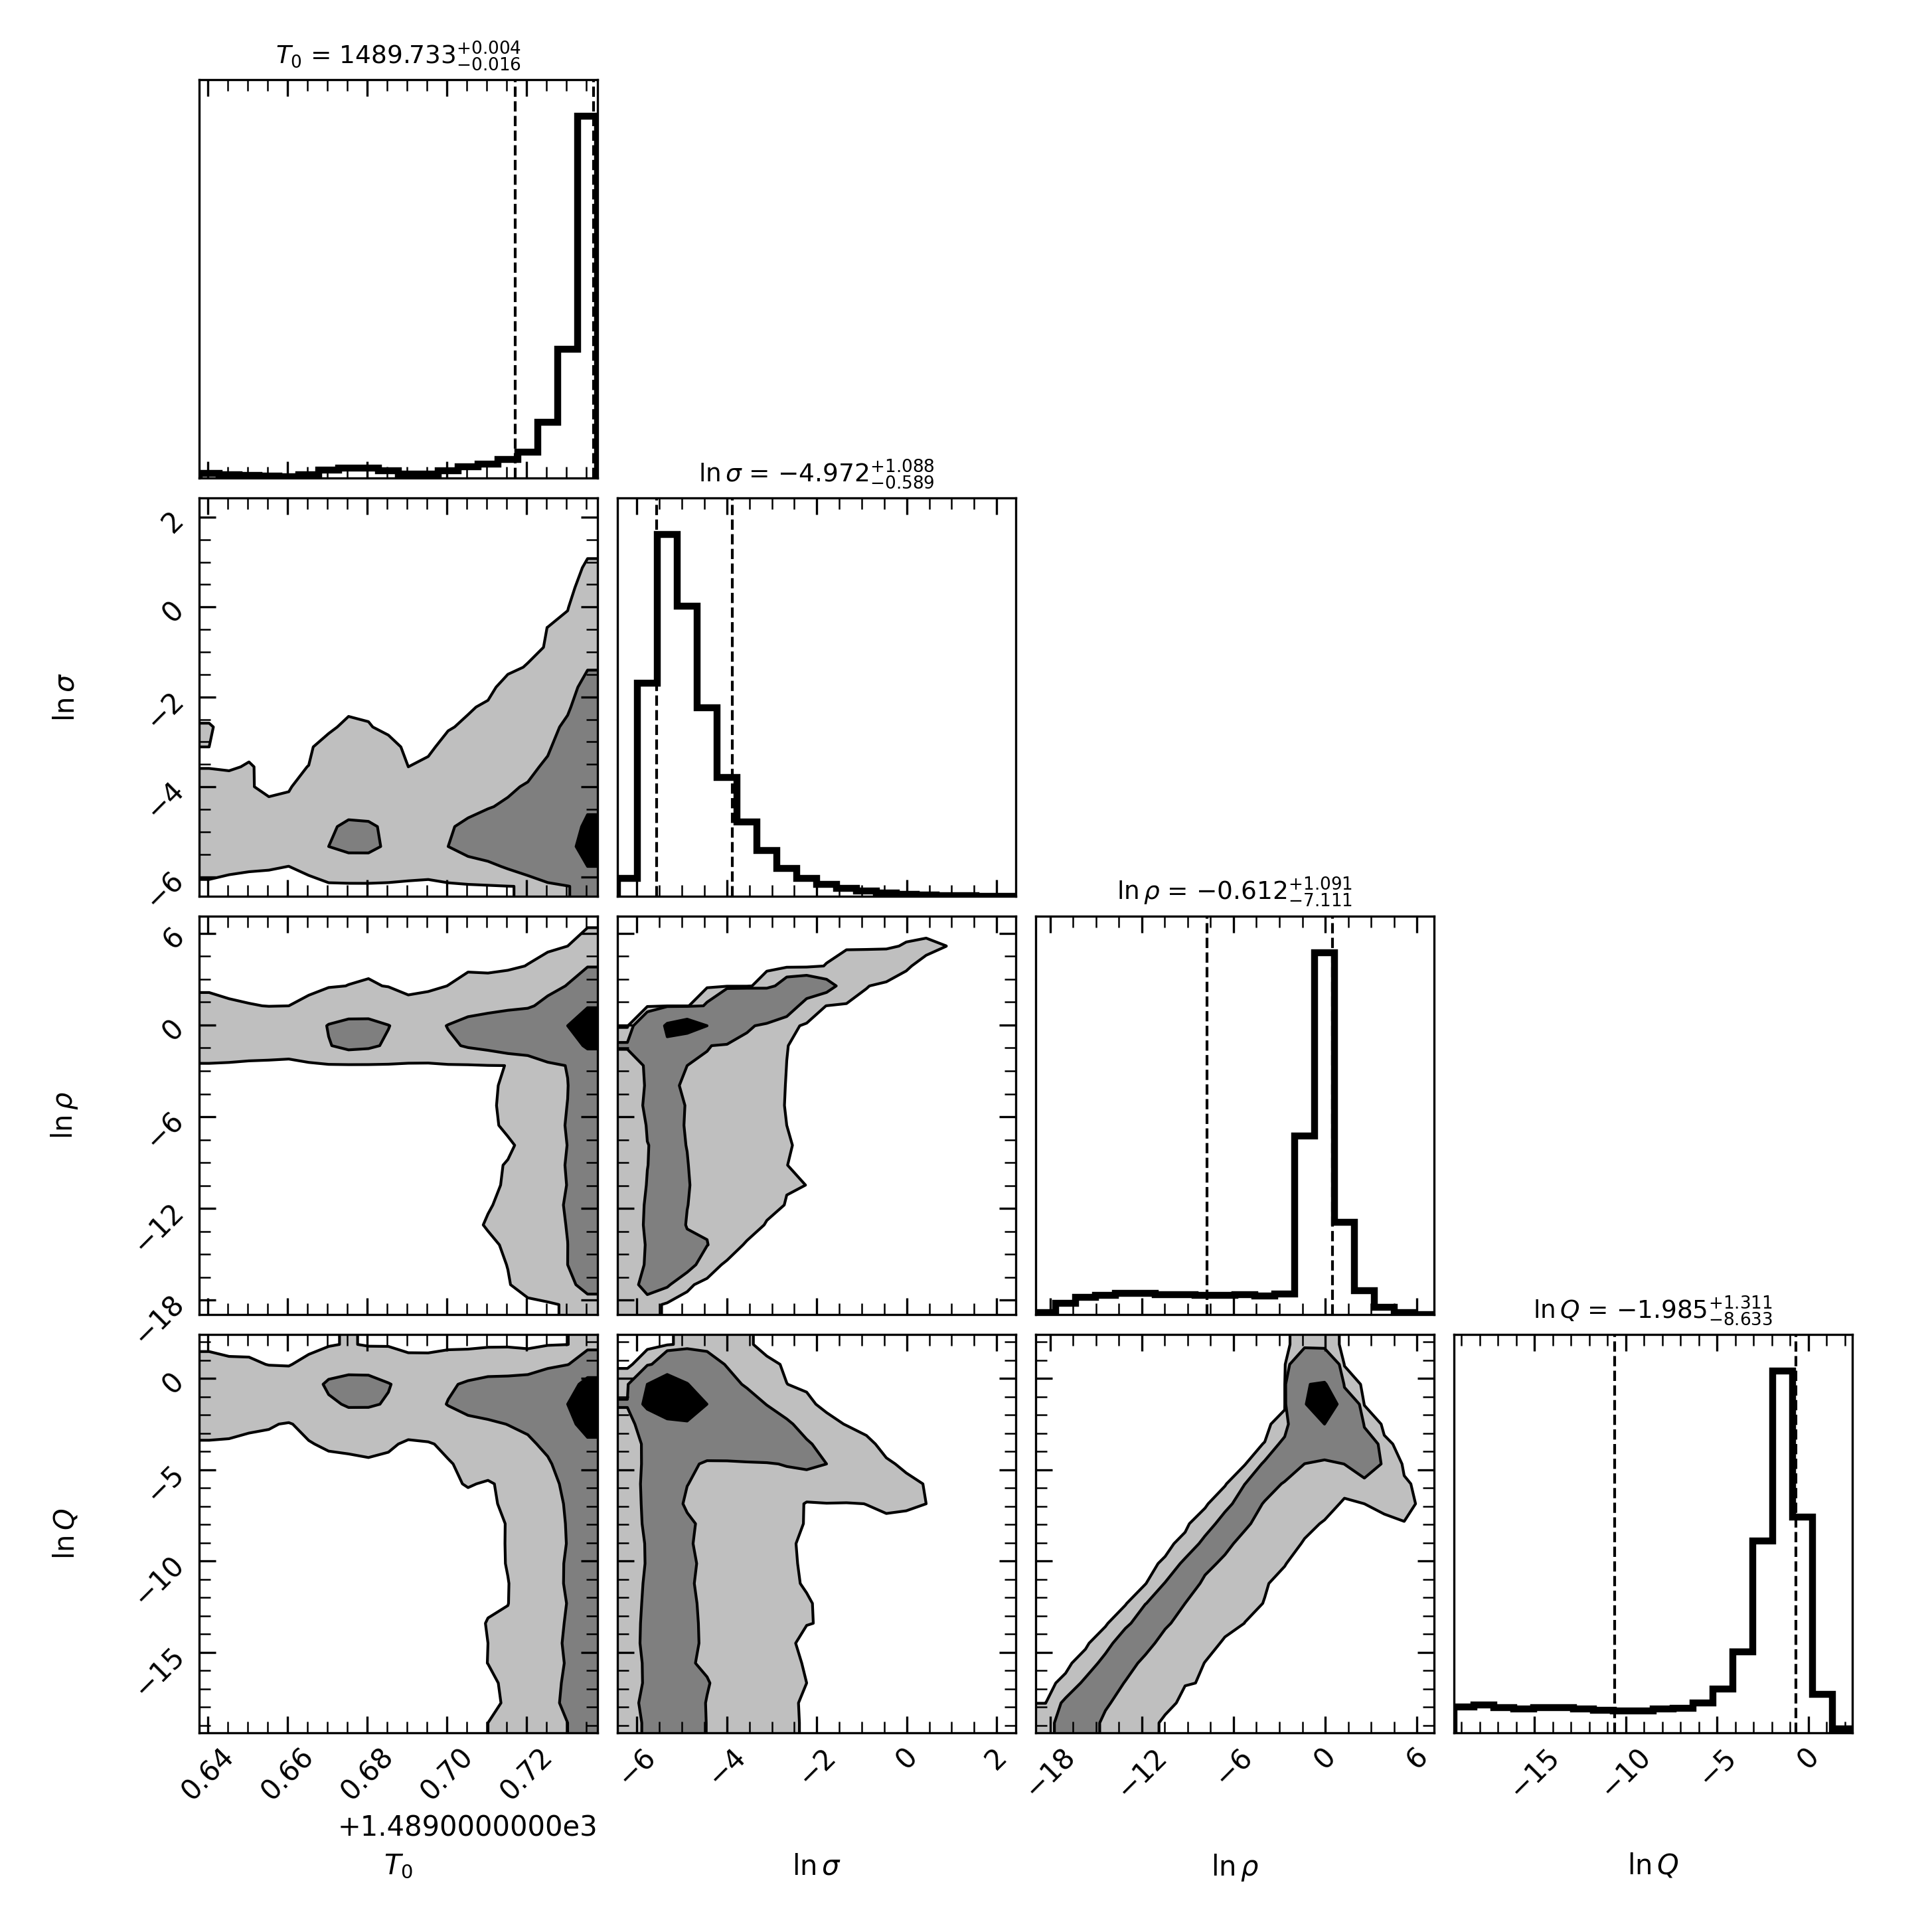 T₀ = 1489.733 +0.004 −0.016
ln σ = −4.972 +1.088 −0.589
2
0
−2
−4
−6
ln σ
ln ρ = −0.612 +1.091 −7.111
6
0
−6
−12
−18
ln ρ
ln Q = −1.985 +1.311 −8.633
0
−5
−10
−15
ln Q
0.64 0.66 0.68 0.70 0.72 −6 −4 −2 0 2 −18 −12 −6 0 6 −15 −10 −5 0
+1.4890000000e3
T₀ ln σ ln ρ ln Q